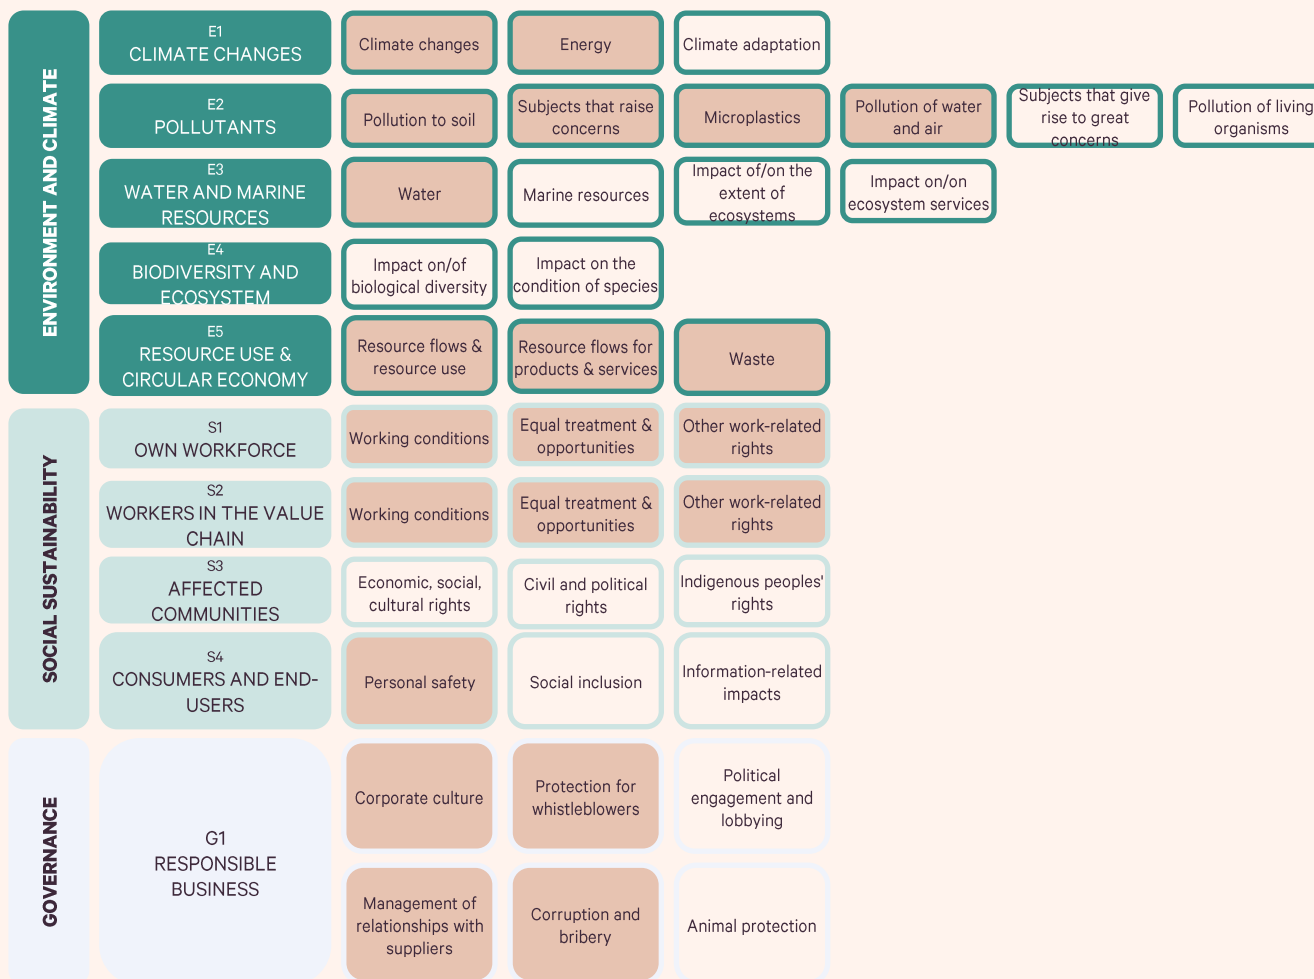 ENVIRONMENT AND CLIMATE
E1
CLIMATE CHANGES
Climate changes
Energy
Climate adaptation
E2
POLLUTANTS
Pollution to soil
Subjects that raise
concerns
Microplastics
Pollution of water
and air
Subjects that give
rise to great
concerns
Pollution of living
organisms
E3
WATER AND MARINE
RESOURCES
Water
Marine resources
Impact of/on the
extent of
ecosystems
Impact on/on
ecosystem services
E4
BIODIVERSITY AND
ECOSYSTEM
Impact on/of
biological diversity
Impact on the
condition of species
E5
RESOURCE USE &
CIRCULAR ECONOMY
Resource flows &
resource use
Resource flows for
products & services
Waste
SOCIAL SUSTAINABILITY
S1
OWN WORKFORCE
Working conditions
Equal treatment &
opportunities
Other work-related
rights
S2
WORKERS IN THE VALUE
CHAIN
Working conditions
Equal treatment &
opportunities
Other work-related
rights
S3
AFFECTED
COMMUNITIES
Economic, social,
cultural rights
Civil and political
rights
Indigenous peoples'
rights
S4
CONSUMERS AND END-
USERS
Personal safety
Social inclusion
Information-related
impacts
GOVERNANCE
G1
RESPONSIBLE
BUSINESS
Corporate culture
Protection for
whistleblowers
Political
engagement and
lobbying
Management of
relationships with
suppliers
Corruption and
bribery
Animal protection